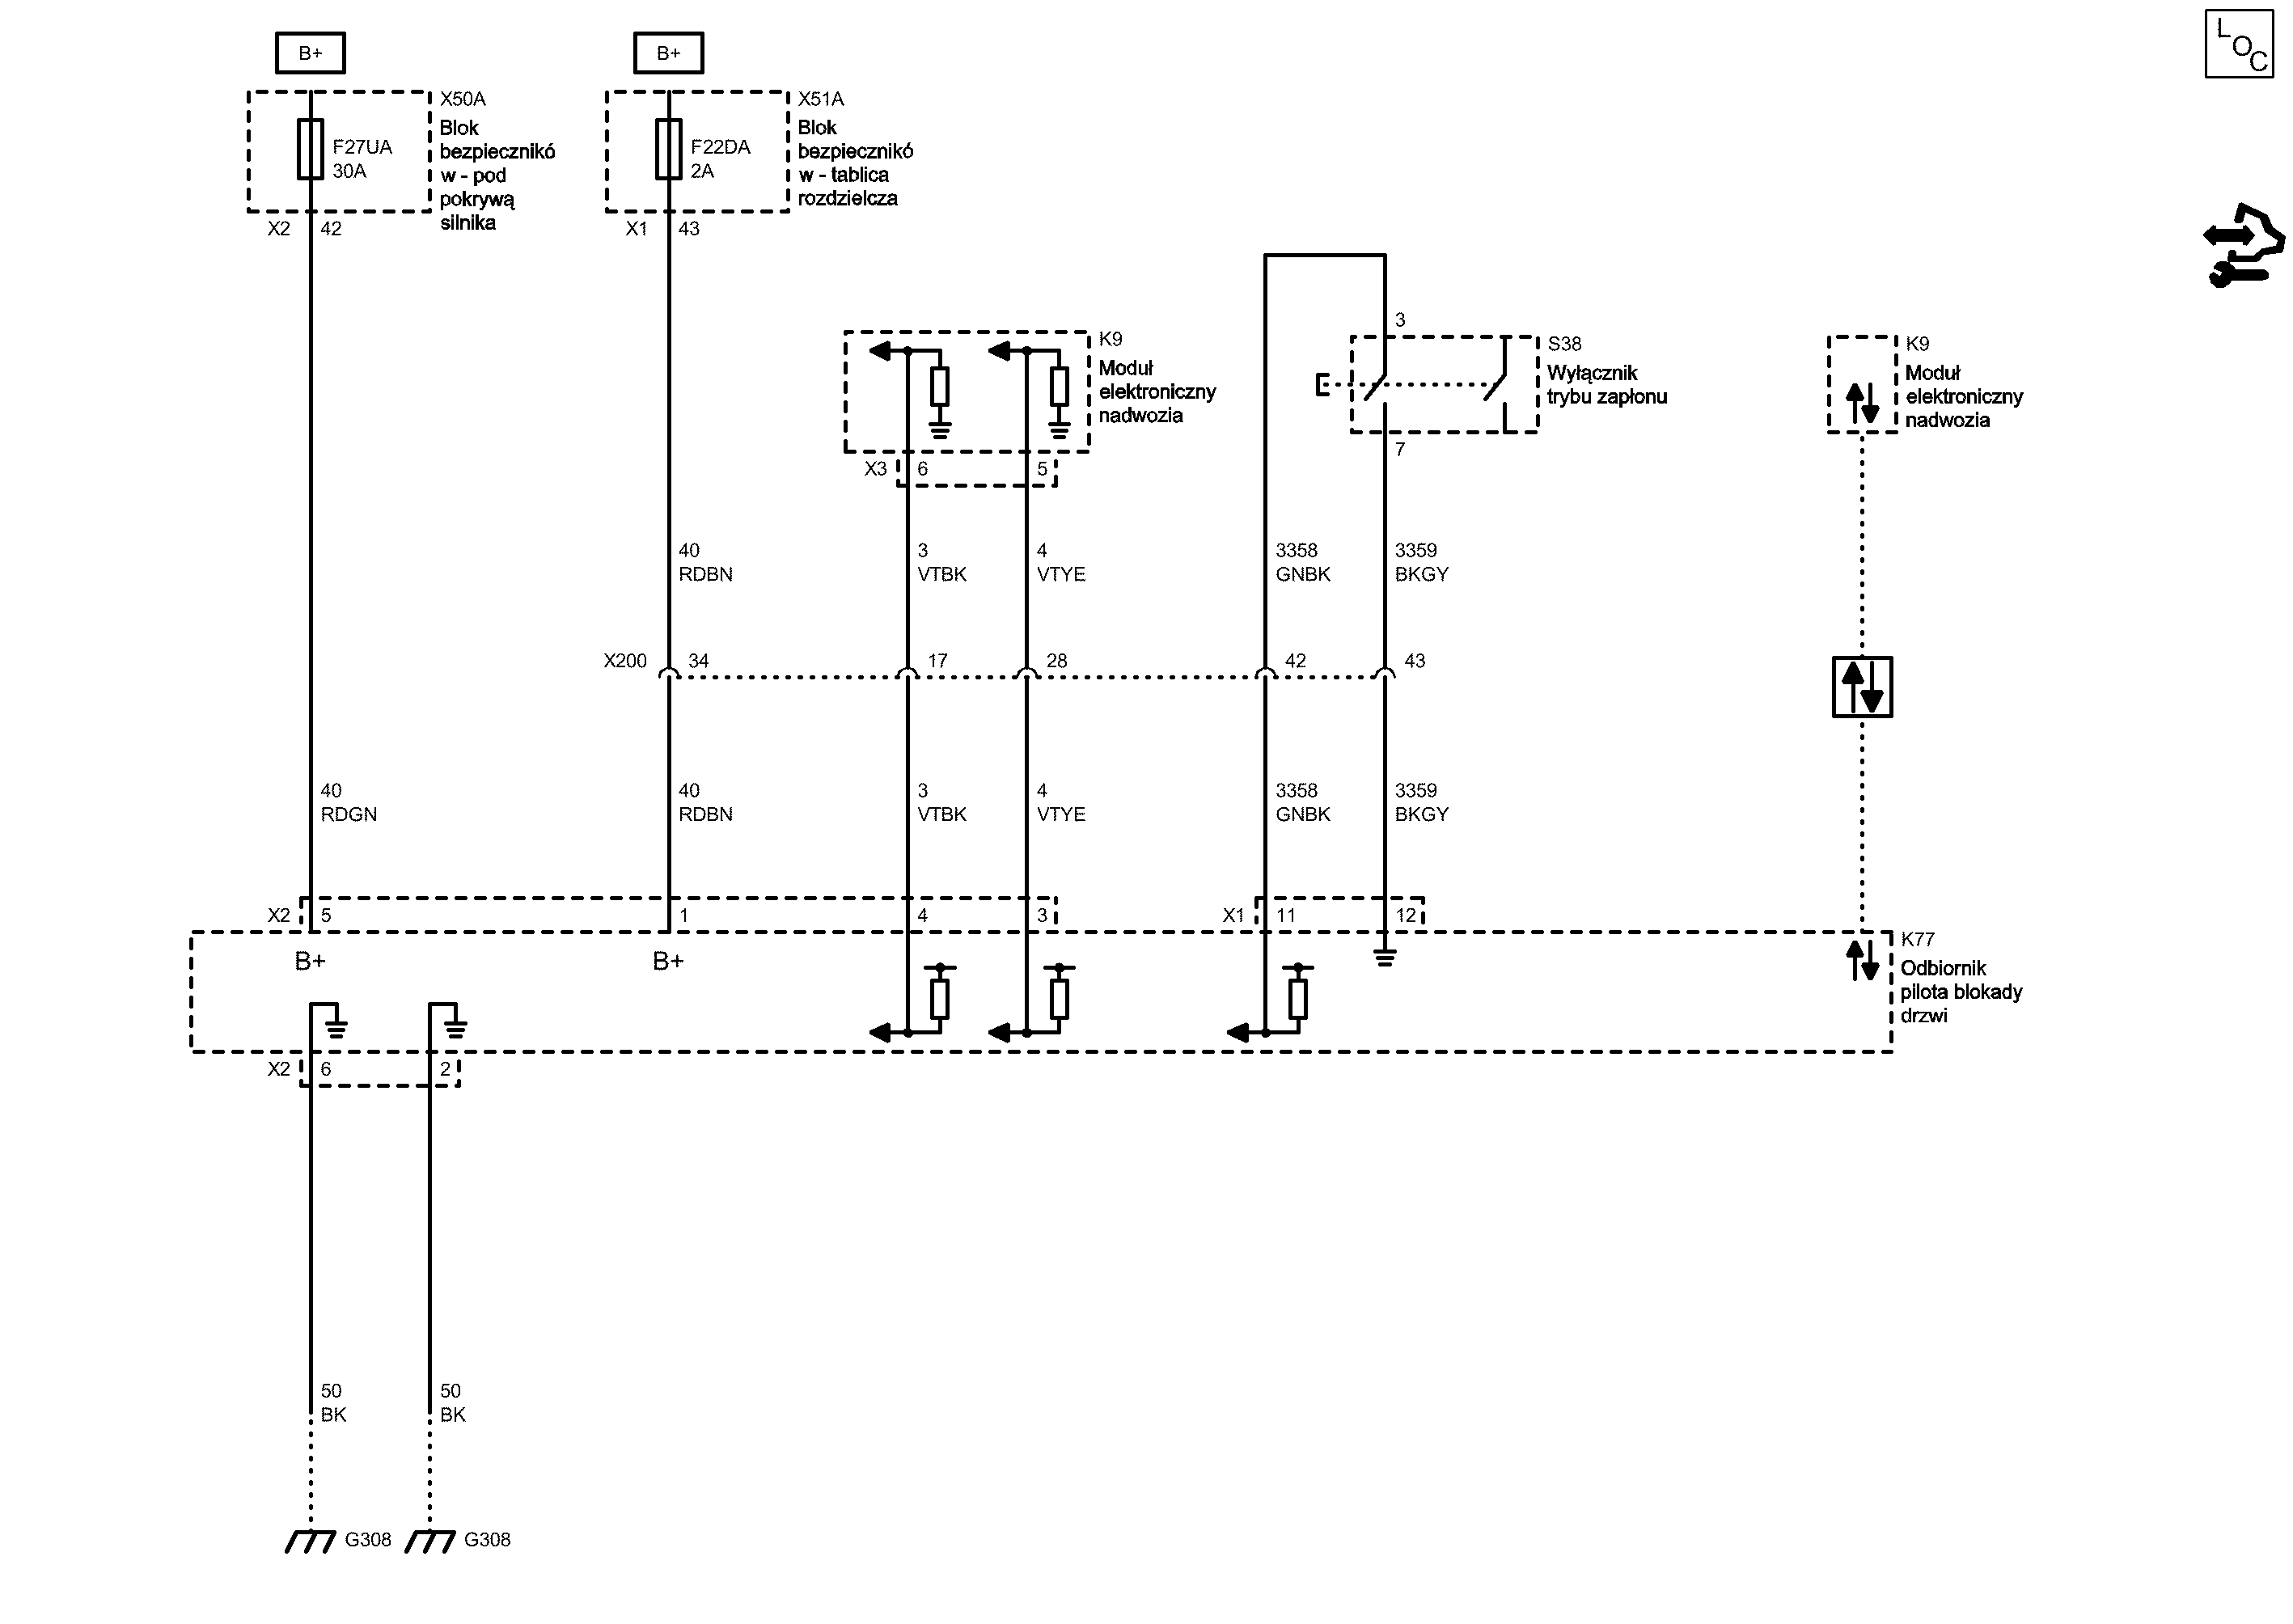 L
O
C
B+
B+
X50A
Blok
bezpiecznikó
w - pod
pokrywą
silnika
F27UA
30A
X2 42
X51A
Blok
bezpiecznikó
w - tablica
rozdzielcza
F22DA
2A
X1 43
K9
Moduł
elektroniczny
nadwozia
X3 6 5
3
S38
Wyłącznik
trybu zapłonu
7
K9
Moduł
elektroniczny
nadwozia
40
RDBN
3
VTBK
4
VTYE
3358
GNBK
3359
BKGY
X200 34 17 28 42 43
40
RDGN
40
RDBN
3
VTBK
4
VTYE
3358
GNBK
3359
BKGY
X2 5 1 4 3 X1 11 12
B+
B+
K77
Odbiornik
pilota blokady
drzwi
X2 6 2
50
BK
50
BK
G308
G308